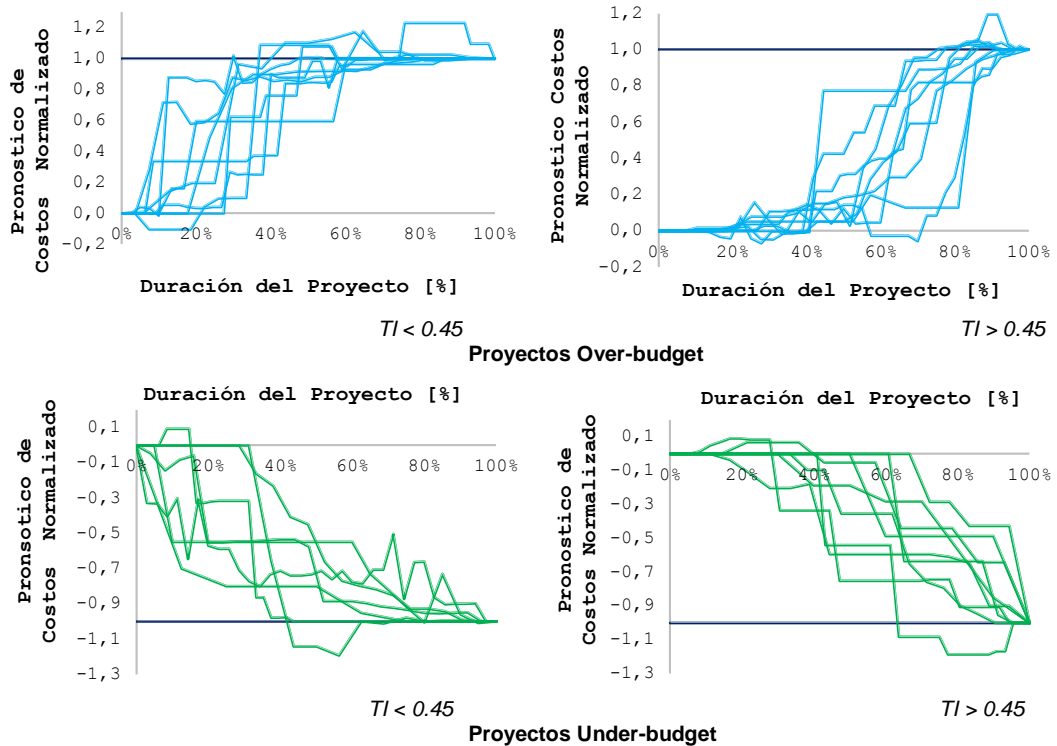 Pronostico de
Costos Normalizado
1,2
1,0
0,8
0,6
0,4
0,2
0,0
-0,2
0% 20% 40% 60% 80% 100%
Duración del Proyecto [%]
TI < 0.45
Pronostico Costos
Normalizado
1,2
1,0
0,8
0,6
0,4
0,2
0,0
-0,2
0% 20% 40% 60% 80% 100%
Duración del Proyecto [%]
TI > 0.45
Proyectos Over-budget
Duración del Proyecto [%]
Pronsotico de
Costos Normalizado
0,1
-0,1
-0,3
-0,5
-0,7
-0,9
-1,1
-1,3
0% 20% 40% 60% 80% 100%
TI < 0.45
Duración del Proyecto [%]
Pronostico de
Costos Normalizado
0,1
-0,1
-0,3
-0,5
-0,7
-0,9
-1,1
-1,3
0% 20% 40% 60% 80% 100%
TI > 0.45
Proyectos Under-budget